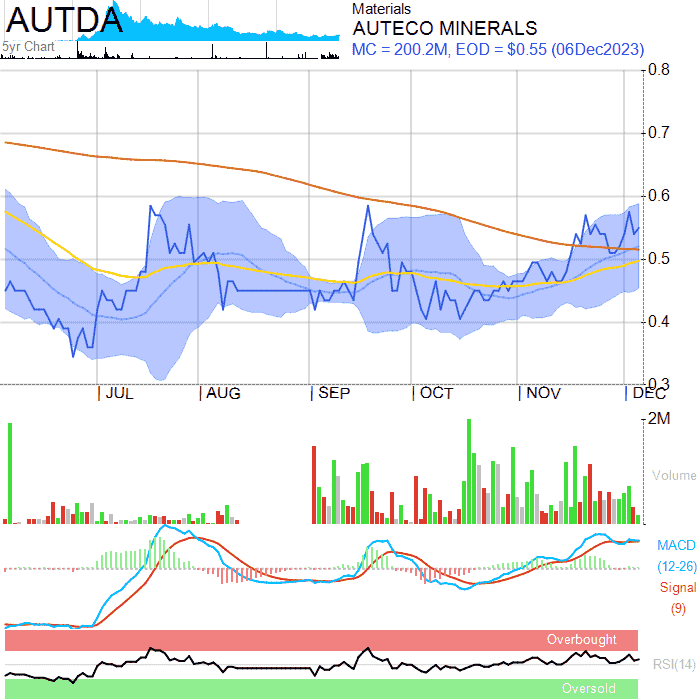 AUTDA
5yr Chart
Materials
AUTECO MINERALS
MC = 200.2M, EOD = $0.55 (06Dec2023)
0.8
0.7
0.6
0.5
0.4
0.3
JUL AUG SEP OCT NOV DEC
2M
Volume
MACD
(12-26)
Signal
(9)
Overbought
RSI(14)
Oversold